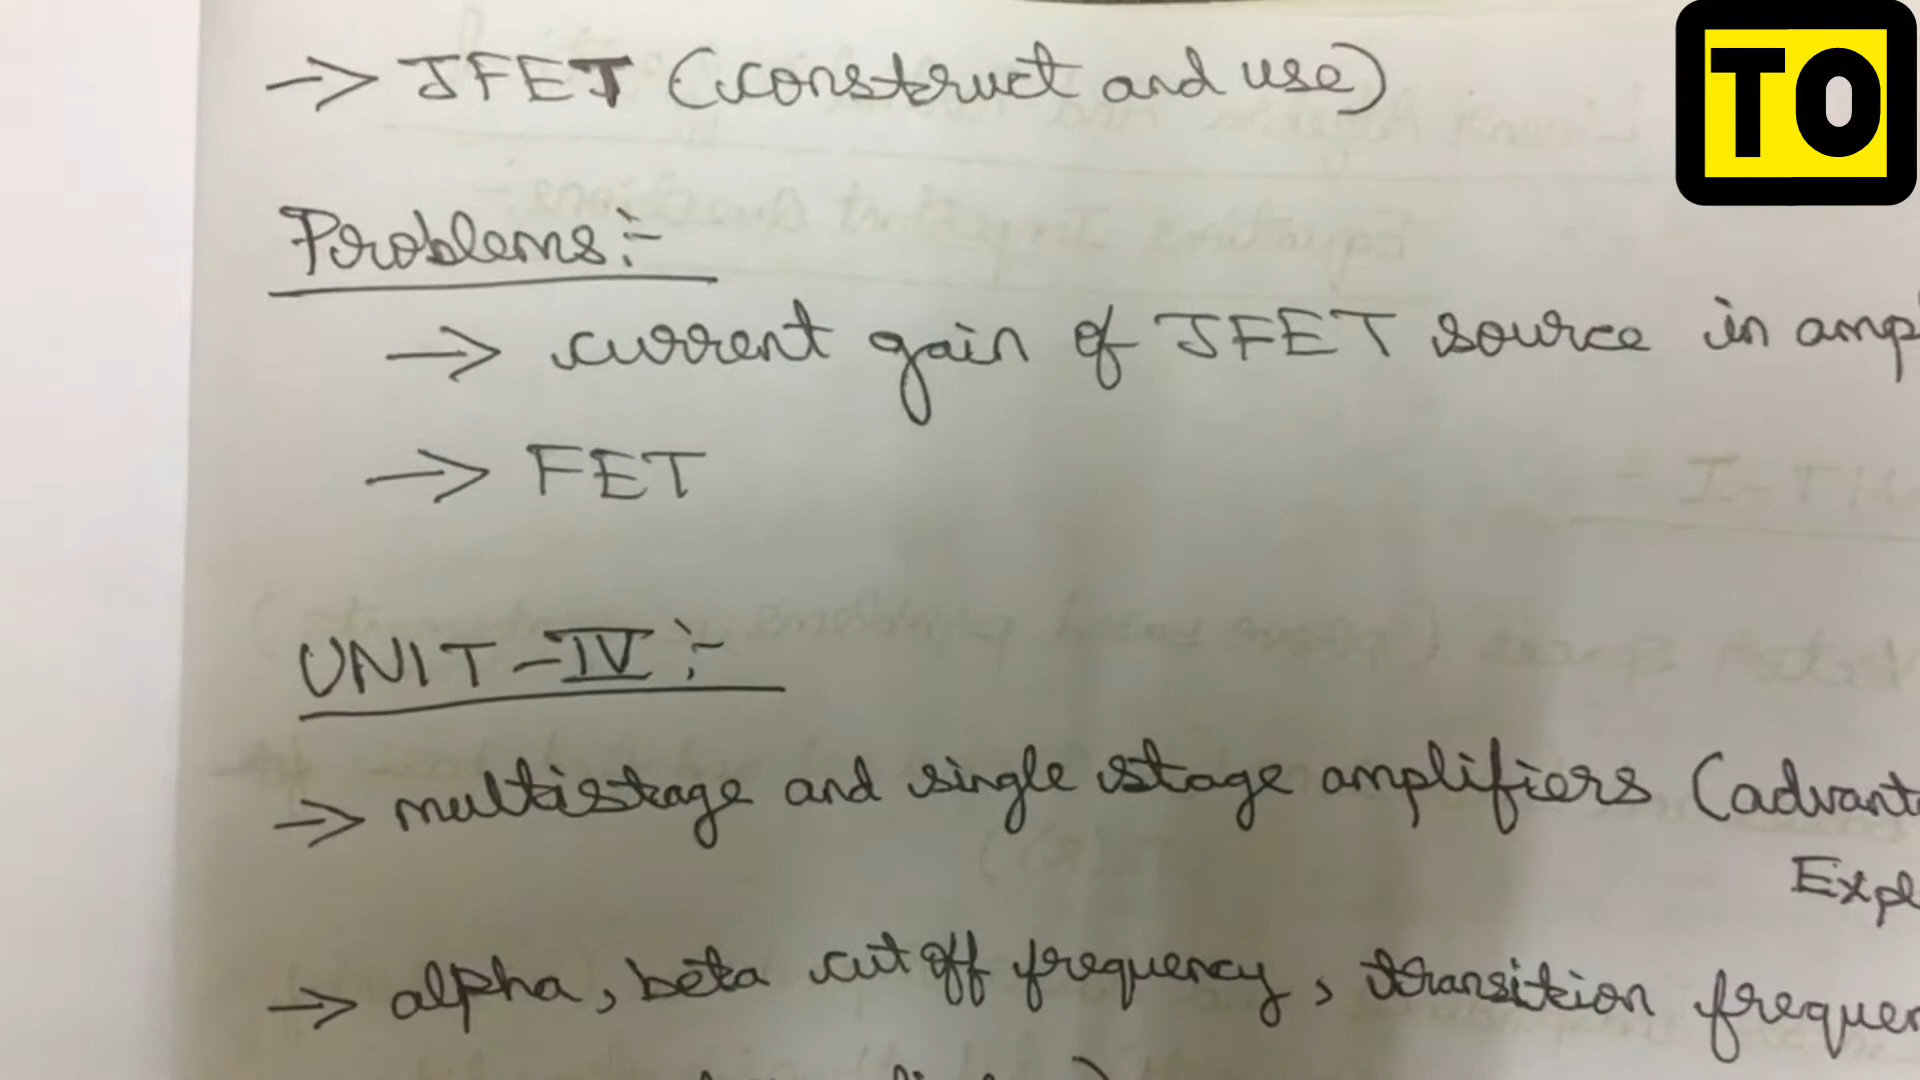 → JFET (construct and use)
TO
Problems:-
→ current gain of JFET source in amp
→ FET
UNIT-IV :-
→ multistage and single stage amplifiers (advant
Expl
→ alpha, beta cut off frequency, transition frequen